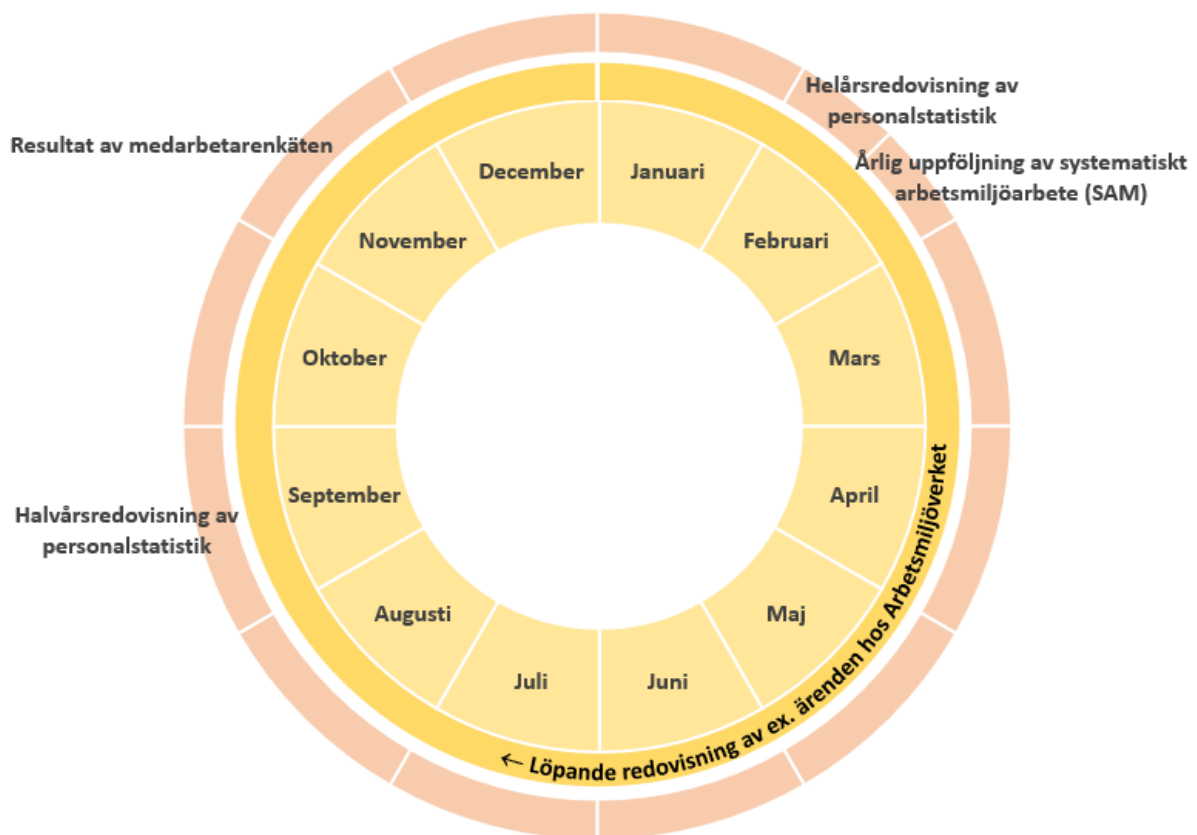 Helårsredovisning av
personalstatistik
Årlig uppföljning av systematiskt
arbetsmiljöarbete (SAM)
Resultat av medarbetarenkäten
Halvårsredovisning av
personalstatistik
Januari
Februari
Mars
April
Maj
Juni
Juli
Augusti
September
Oktober
November
December
← Löpande redovisning av ex. ärenden hos Arbetsmiljöverket